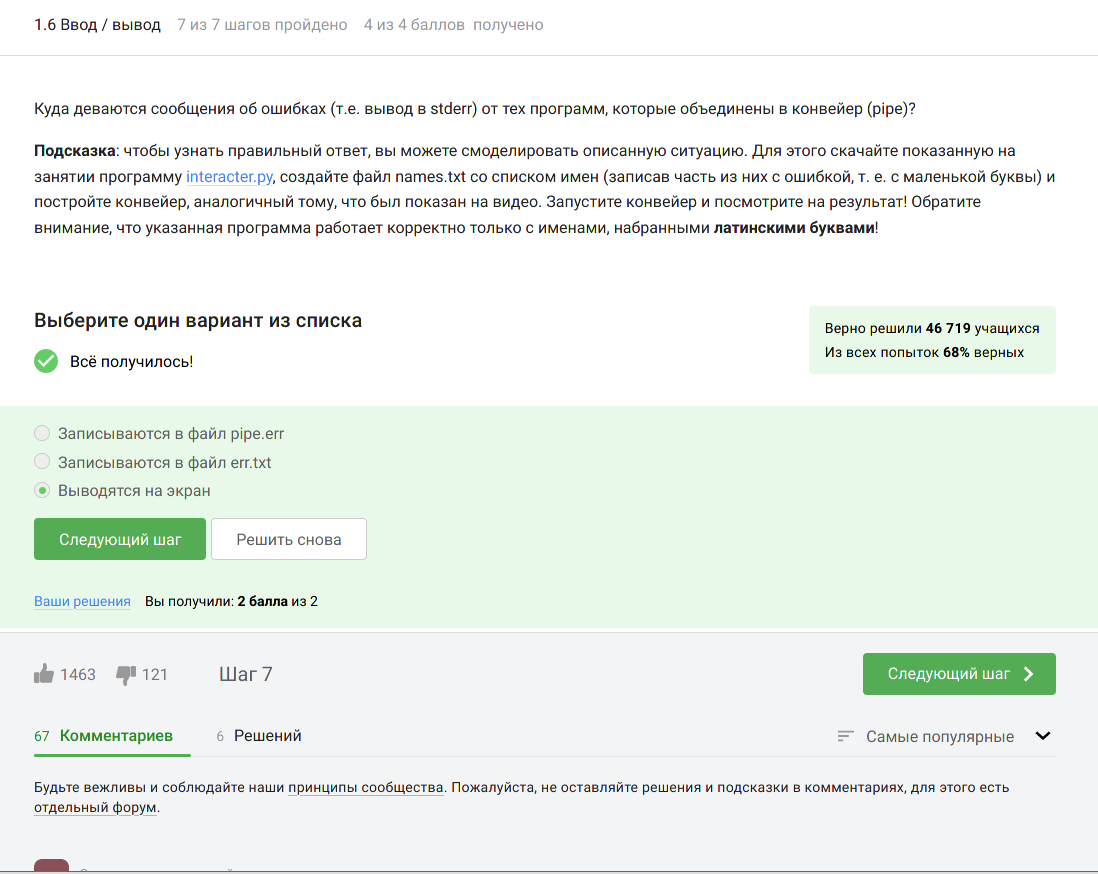 1.6 Ввод / вывод 7 из 7 шагов пройдено 4 из 4 баллов получено
Куда деваются сообщения об ошибках (т.е. вывод в stderr) от тех программ, которые объединены в конвейер (pipe)?
Подсказка: чтобы узнать правильный ответ, вы можете смоделировать описанную ситуацию. Для этого скачайте показанную на
занятии программу interacter.py, создайте файл names.txt со списком имен (записав часть из них с ошибкой, т. е. с маленькой буквы) и
постройте конвейер, аналогичный тому, что был показан на видео. Запустите конвейер и посмотрите на результат! Обратите
внимание, что указанная программа работает корректно только с именами, набранными латинскими буквами!
Выберите один вариант из списка
Всё получилось!
Верно решили 46 719 учащихся
Из всех попыток 68% верных
Записываются в файл pipe.err
Записываются в файл err.txt
Выводятся на экран
Следующий шаг Решить снова
Ваши решения Вы получили: 2 балла из 2
1463 121 Шаг 7 Следующий шаг
67 Комментариев 6 Решений Самые популярные
Будьте вежливы и соблюдайте наши принципы сообщества. Пожалуйста, не оставляйте решения и подсказки в комментариях, для этого есть
отдельный форум.